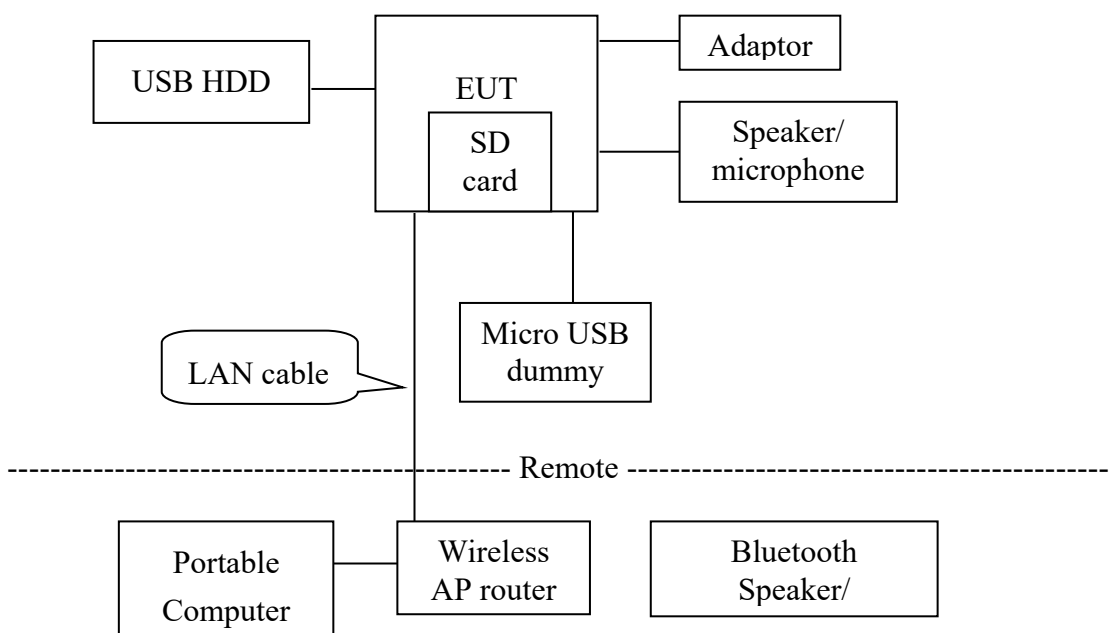 USB HDD
EUT
SD
card
Adaptor
Speaker/
microphone
Micro USB
dummy
LAN cable
Remote
Portable
Computer
Wireless
AP router
Bluetooth
Speaker/